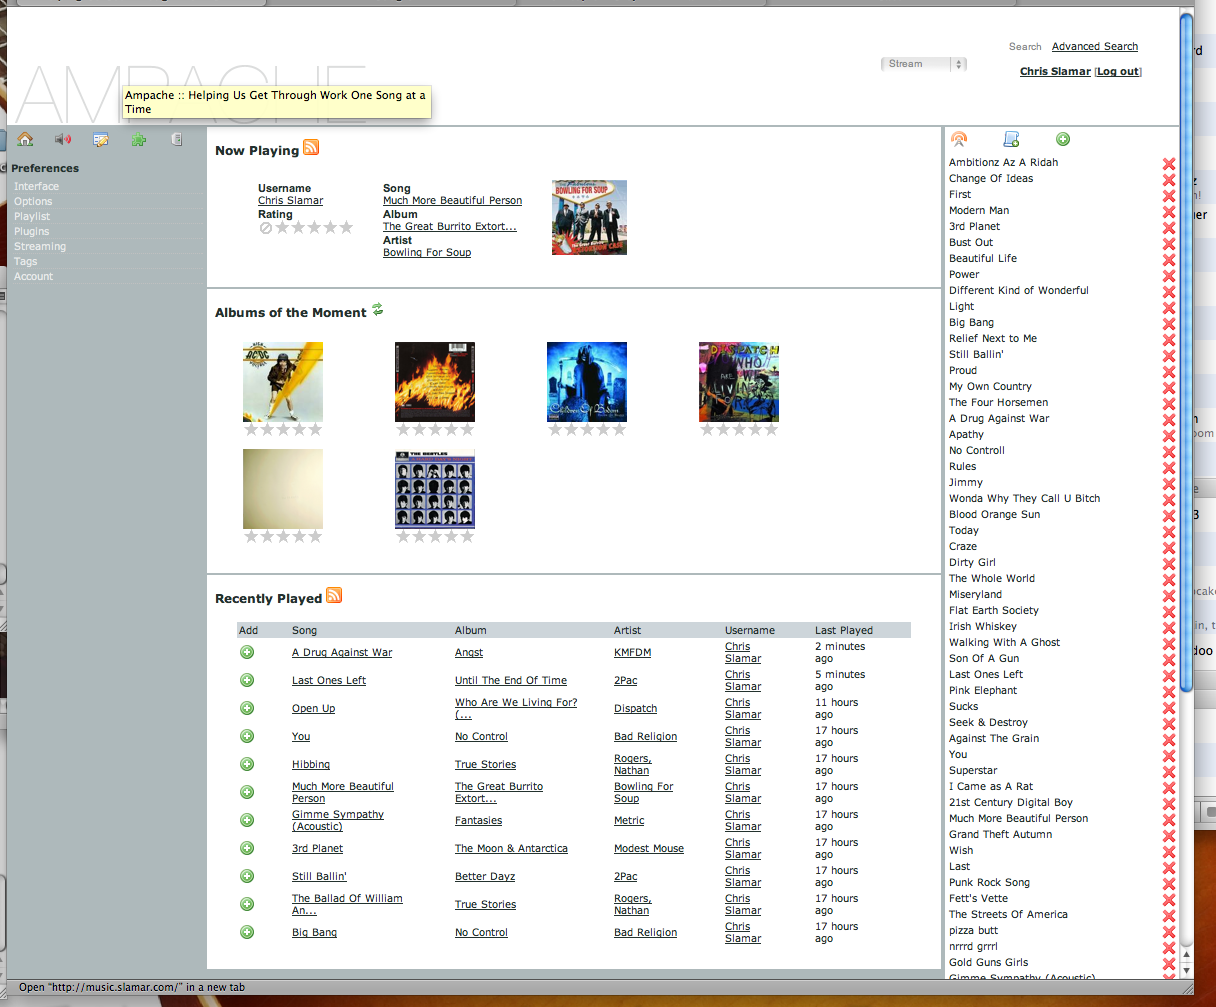 AMPACHE
Ampache :: Helping Us Get Through Work One Song at a
Time
Stream
Search Advanced Search
Chris Slamar [Log out]
Preferences
Interface
Options
Playlist
Plugins
Streaming
Tags
Account
Now Playing
Username
Chris Slamar
Rating
Song
Much More Beautiful Person
Album
The Great Burrito Extort...
Artist
Bowling For Soup
BOWLING FOR SOUP
Albums of the Moment
AC/DC
Children Of Bodom
DISPATCH
WHO
WE
LIVING
THE BEATLES
Recently Played
Add Song Album Artist Username Last Played
A Drug Against War Angst KMFDM Chris Slamar 2 minutes ago
Last Ones Left Until The End Of Time 2Pac Chris Slamar 5 minutes ago
Open Up Who Are We Living For? (... Dispatch Chris Slamar 11 hours ago
You No Control Bad Religion Chris Slamar 17 hours ago
Hibbing True Stories Rogers, Nathan Chris Slamar 17 hours ago
Much More Beautiful Person The Great Burrito Extort... Bowling For Soup Chris Slamar 17 hours ago
Gimme Sympathy (Acoustic) Fantasies Metric Chris Slamar 17 hours ago
3rd Planet The Moon & Antarctica Modest Mouse Chris Slamar 17 hours ago
Still Ballin' Better Dayz 2Pac Chris Slamar 17 hours ago
The Ballad Of William An... True Stories Rogers, Nathan Chris Slamar 17 hours ago
Big Bang No Control Bad Religion Chris Slamar 17 hours ago
Ambitionz Az A Ridah
Change Of Ideas
First
Modern Man
3rd Planet
Bust Out
Beautiful Life
Power
Different Kind of Wonderful
Light
Big Bang
Relief Next to Me
Still Ballin'
Proud
My Own Country
The Four Horsemen
A Drug Against War
Apathy
No Controll
Rules
Jimmy
Wonda Why They Call U Bitch
Blood Orange Sun
Today
Craze
Dirty Girl
The Whole World
Miseryland
Flat Earth Society
Irish Whiskey
Walking With A Ghost
Son Of A Gun
Last Ones Left
Pink Elephant
Sucks
Seek & Destroy
Against The Grain
You
Superstar
I Came as A Rat
21st Century Digital Boy
Much More Beautiful Person
Grand Theft Autumn
Wish
Last
Punk Rock Song
Fett's Vette
The Streets Of America
pizza butt
nrrrd grrrl
Gold Guns Girls
Gimme Sympathy (Acoustic)
Open "http://music.slamar.com/" in a new tab